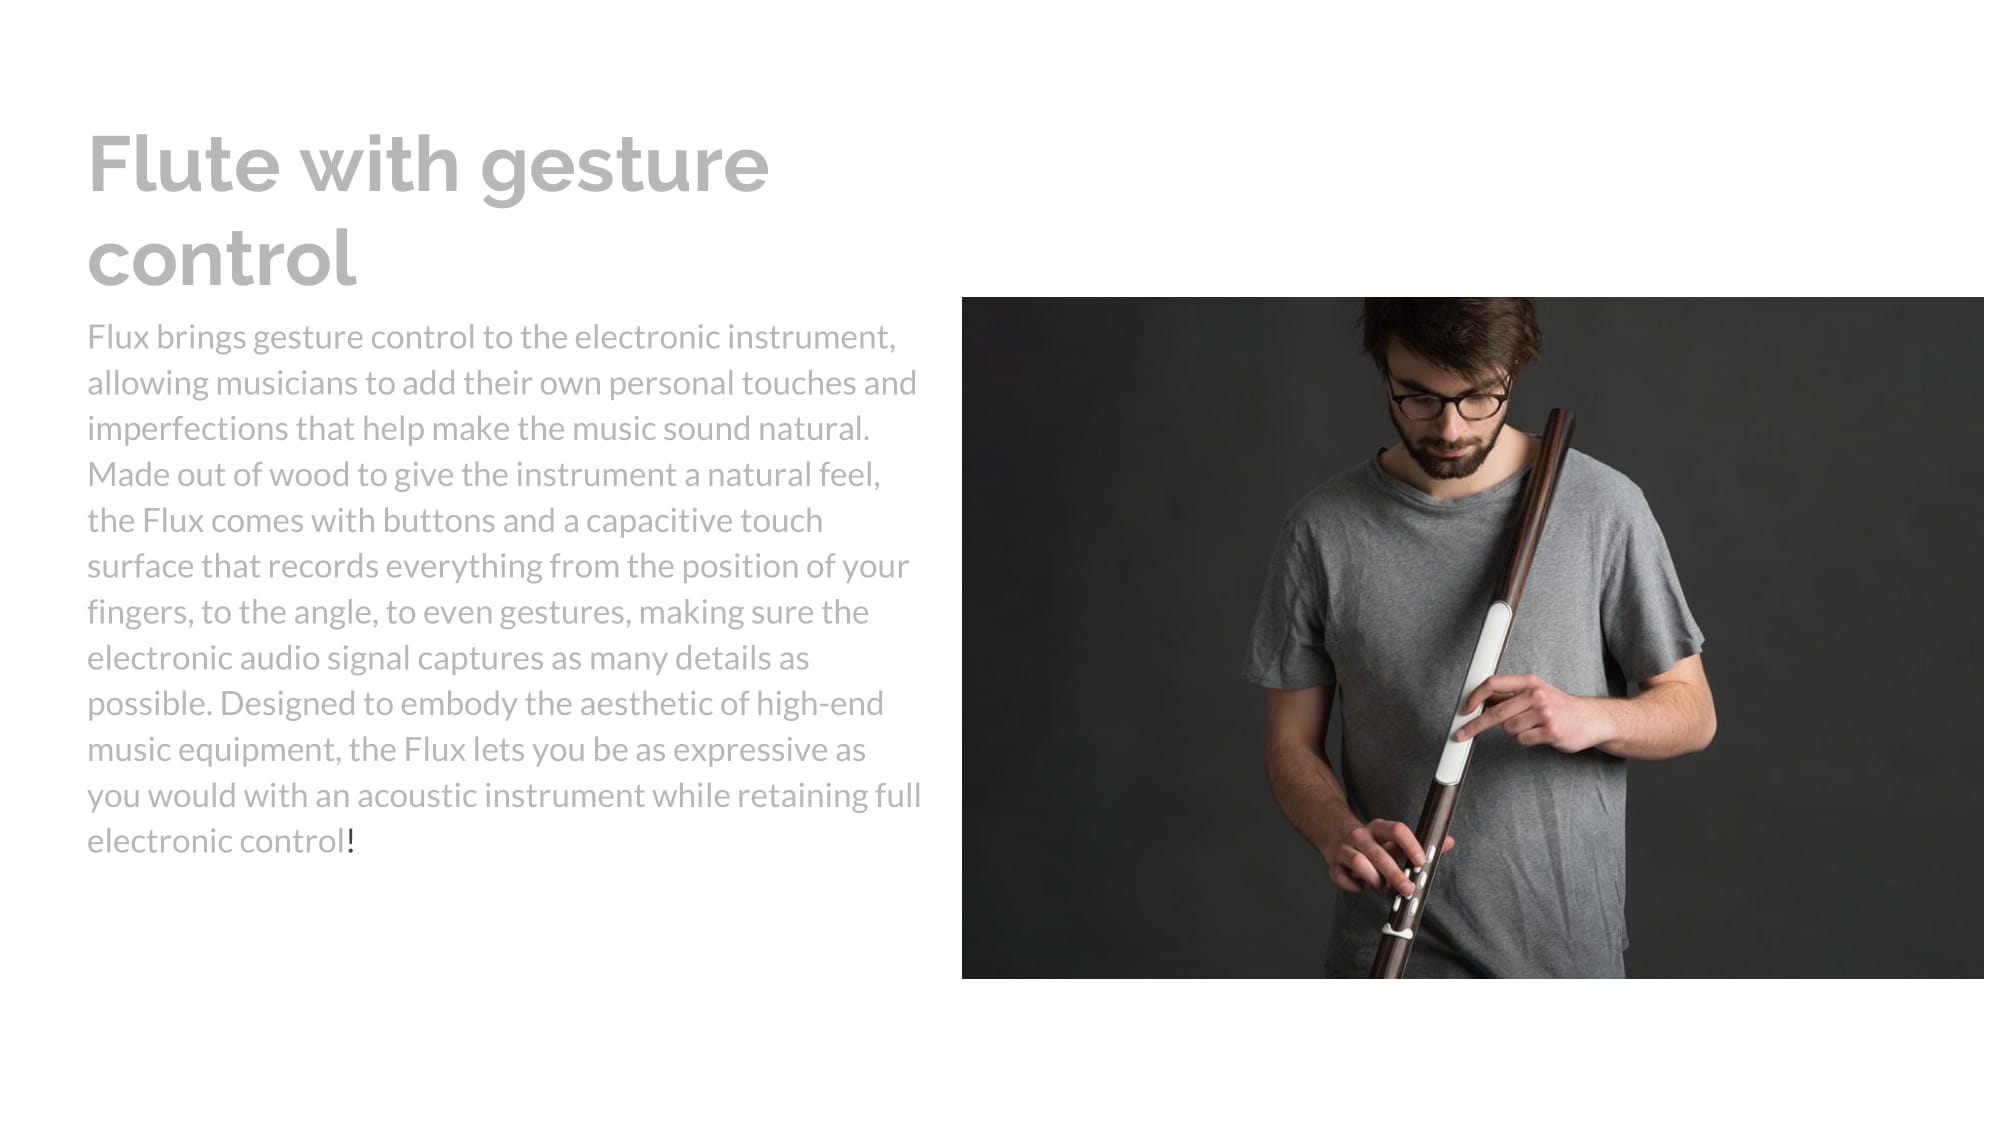 Flute with gesture
control
Flux brings gesture control to the electronic instrument,
allowing musicians to add their own personal touches and
imperfections that help make the music sound natural.
Made out of wood to give the instrument a natural feel,
the Flux comes with buttons and a capacitive touch
surface that records everything from the position of your
fingers, to the angle, to even gestures, making sure the
electronic audio signal captures as many details as
possible. Designed to embody the aesthetic of high-end
music equipment, the Flux lets you be as expressive as
you would with an acoustic instrument while retaining full
electronic control!